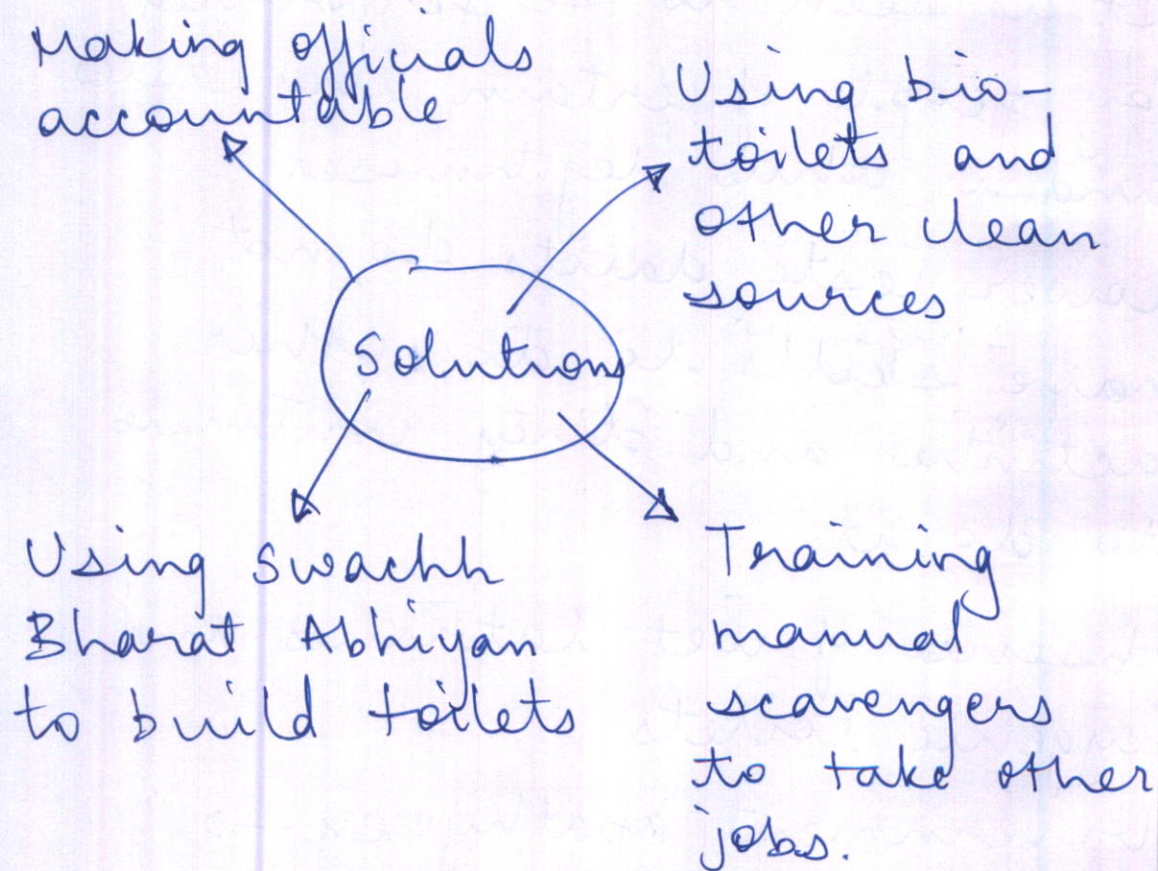 Making officials
accountable
Using bio-
toilets and
other clean
sources
Solutions
Using Swachh
Bharat Abhiyan
to build toilets
Training
manual
scavengers
to take other
jobs.